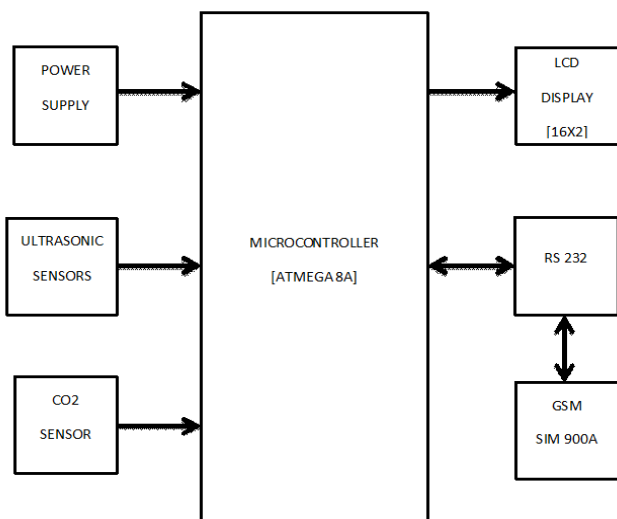 POWER
SUPPLY
LCD
DISPLAY
[16X2]
ULTRASONIC
SENSORS
MICROCONTROLLER
[ATMEGA 8A]
RS 232
CO2
SENSOR
GSM
SIM 900A